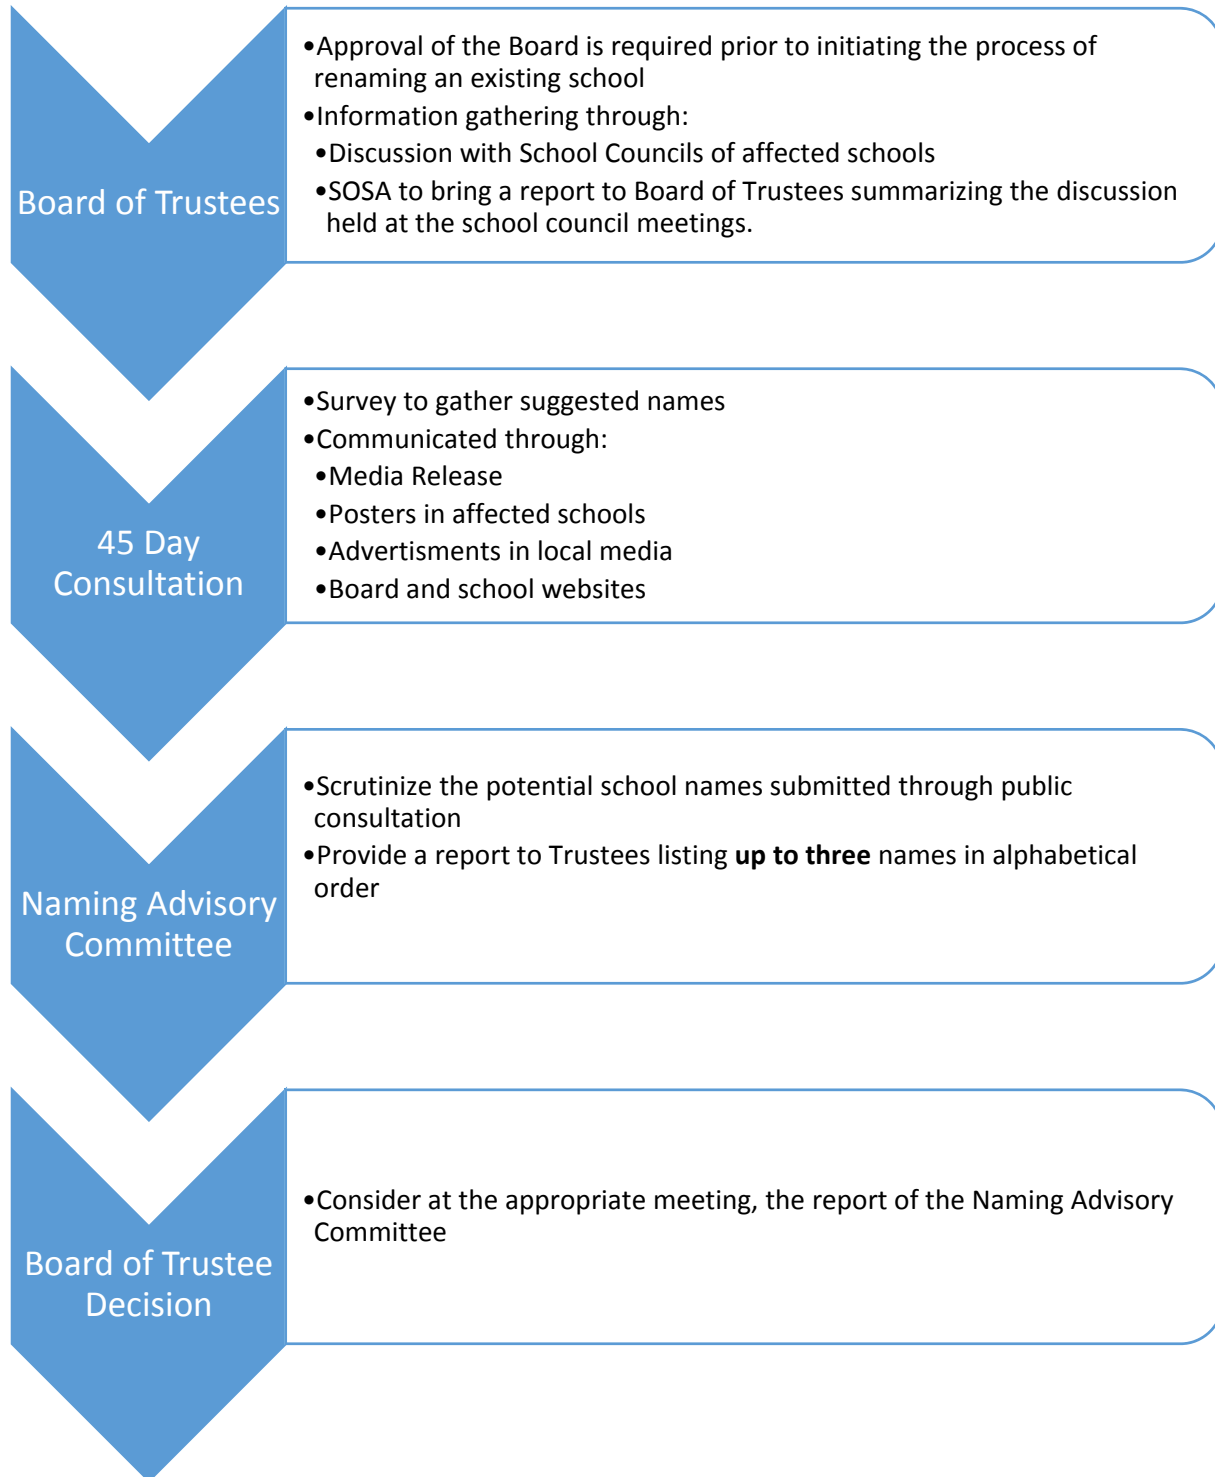 Board of Trustees
•Approval of the Board is required prior to initiating the process of
renaming an existing school
•Information gathering through:
•Discussion with School Councils of affected schools
•SOSA to bring a report to Board of Trustees summarizing the discussion
held at the school council meetings.
45 Day
Consultation
•Survey to gather suggested names
•Communicated through:
•Media Release
•Posters in affected schools
•Advertisments in local media
•Board and school websites
Naming Advisory
Committee
•Scrutinize the potential school names submitted through public
consultation
•Provide a report to Trustees listing up to three names in alphabetical
order
Board of Trustee
Decision
•Consider at the appropriate meeting, the report of the Naming Advisory
Committee